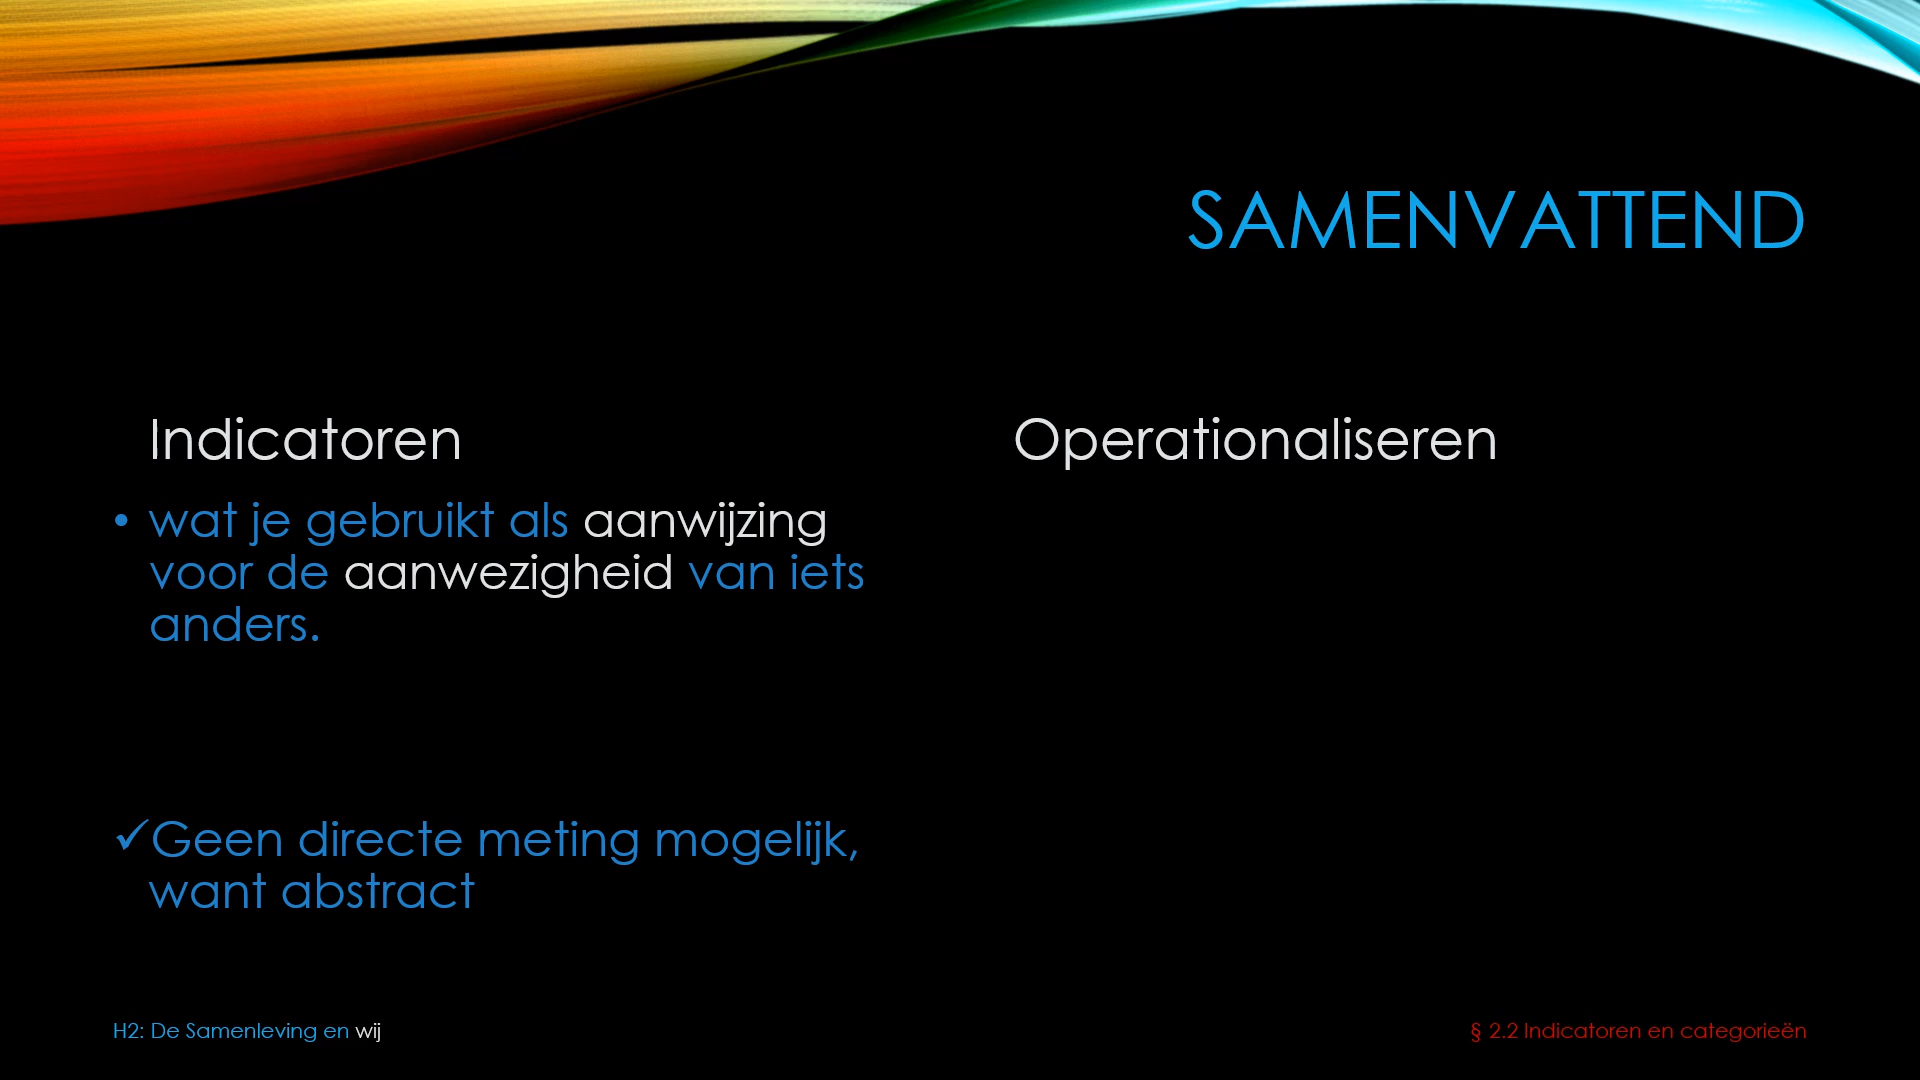 SAMENVATTEND
Indicatoren
• wat je gebruikt als aanwijzing
voor de aanwezigheid van iets
anders.
✓Geen directe meting mogelijk,
want abstract
Operationaliseren
H2: De Samenleving en wij
§ 2.2 Indicatoren en categorieën